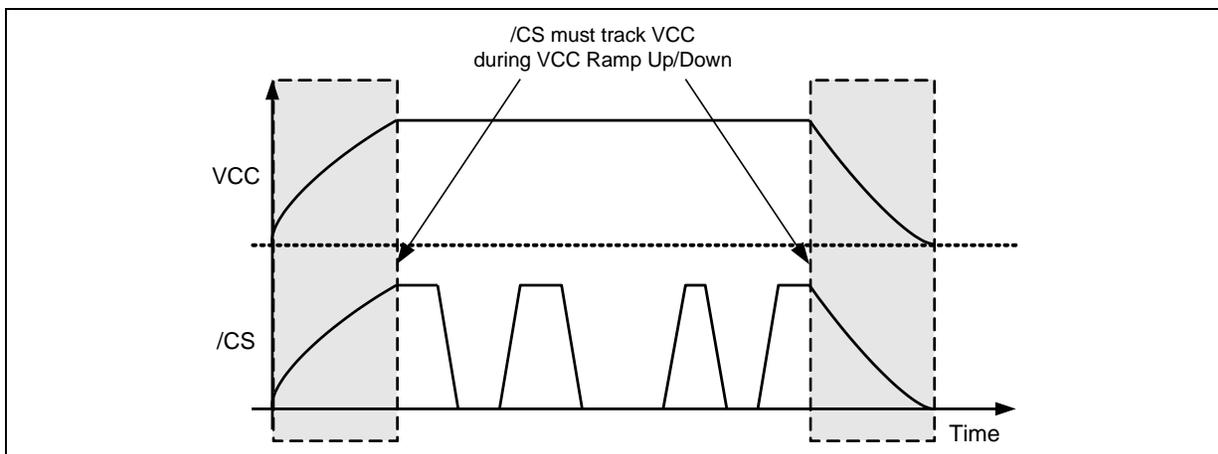 /CS must track VCC
during VCC Ramp Up/Down
VCC
/CS
Time